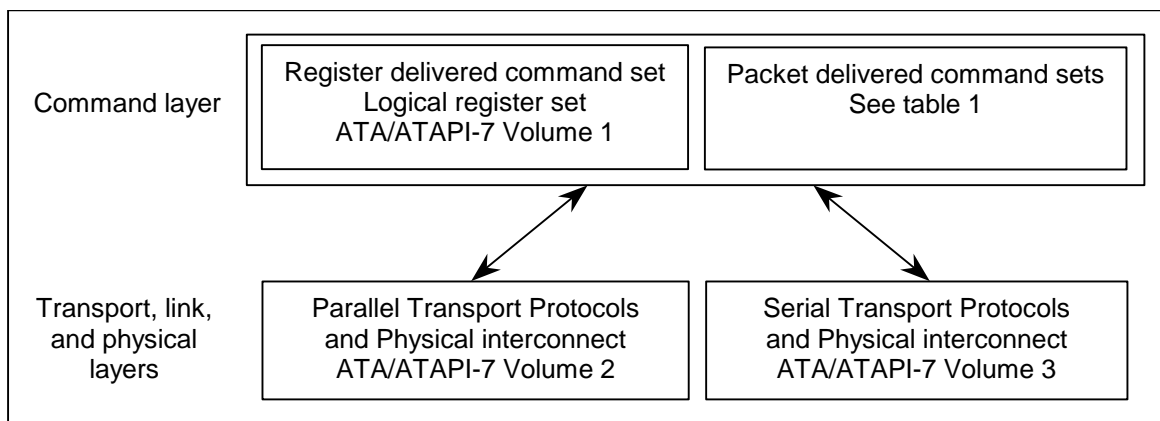 Command layer
Register delivered command set
Logical register set
ATA/ATAPI-7 Volume 1
Packet delivered command sets
See table 1
Transport, link,
and physical
layers
Parallel Transport Protocols
and Physical interconnect
ATA/ATAPI-7 Volume 2
Serial Transport Protocols
and Physical interconnect
ATA/ATAPI-7 Volume 3